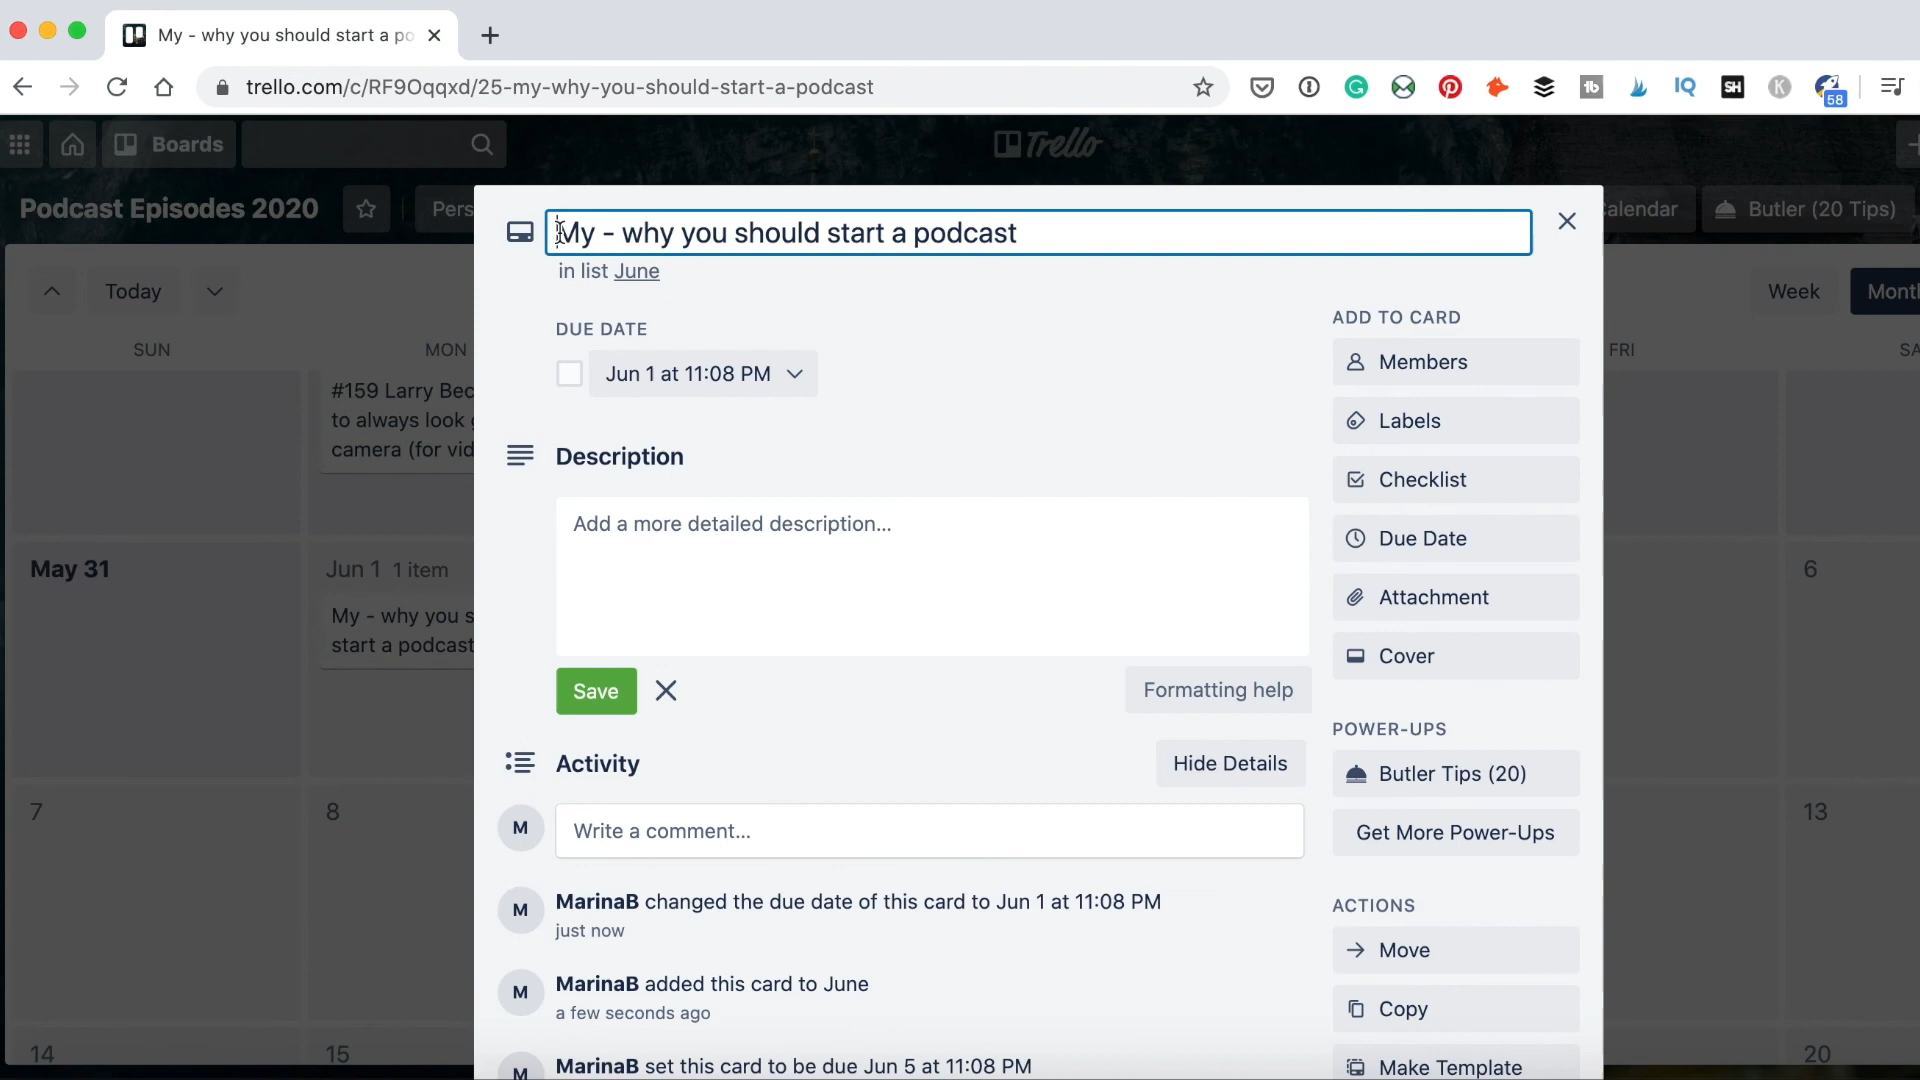 My - why you should start a po
trello.com/c/RF9Oqqxd/25-my-why-you-should-start-a-podcast
58
Boards
Trello
Podcast Episodes 2020
Pers
Calendar
Butler (20 Tips)
My - why you should start a podcast
in list June
Today
Week
Month
DUE DATE
ADD TO CARD
SUN
MON
FRI
SA
Jun 1 at 11:08 PM
Members
#159 Larry Bec
to always look
camera (for vid
Labels
Description
Checklist
Add a more detailed description...
Due Date
May 31
Jun 1 1 item
6
Attachment
My - why you s
start a podcast
Cover
Save
Formatting help
POWER-UPS
Activity
Hide Details
Butler Tips (20)
7
8
13
M
Write a comment...
Get More Power-Ups
M
MarinaB changed the due date of this card to Jun 1 at 11:08 PM
just now
ACTIONS
Move
M
MarinaB added this card to June
a few seconds ago
Copy
14
15
20
M
MarinaB set this card to be due Jun 5 at 11:08 PM
Make Template
tb
IQ
SH
K